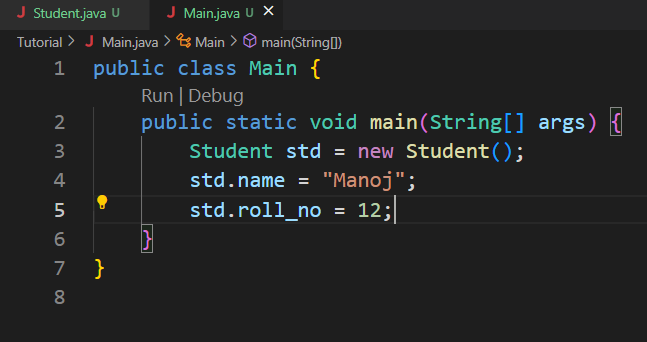 Student.java U Main.java U ×
Tutorial > Main.java > Main > main(String[])
1 public class Main {
Run | Debug
2 public static void main(String[] args) {
3 Student std = new Student();
4 std.name = "Manoj";
5 std.roll_no = 12;
6 }
7 }
8